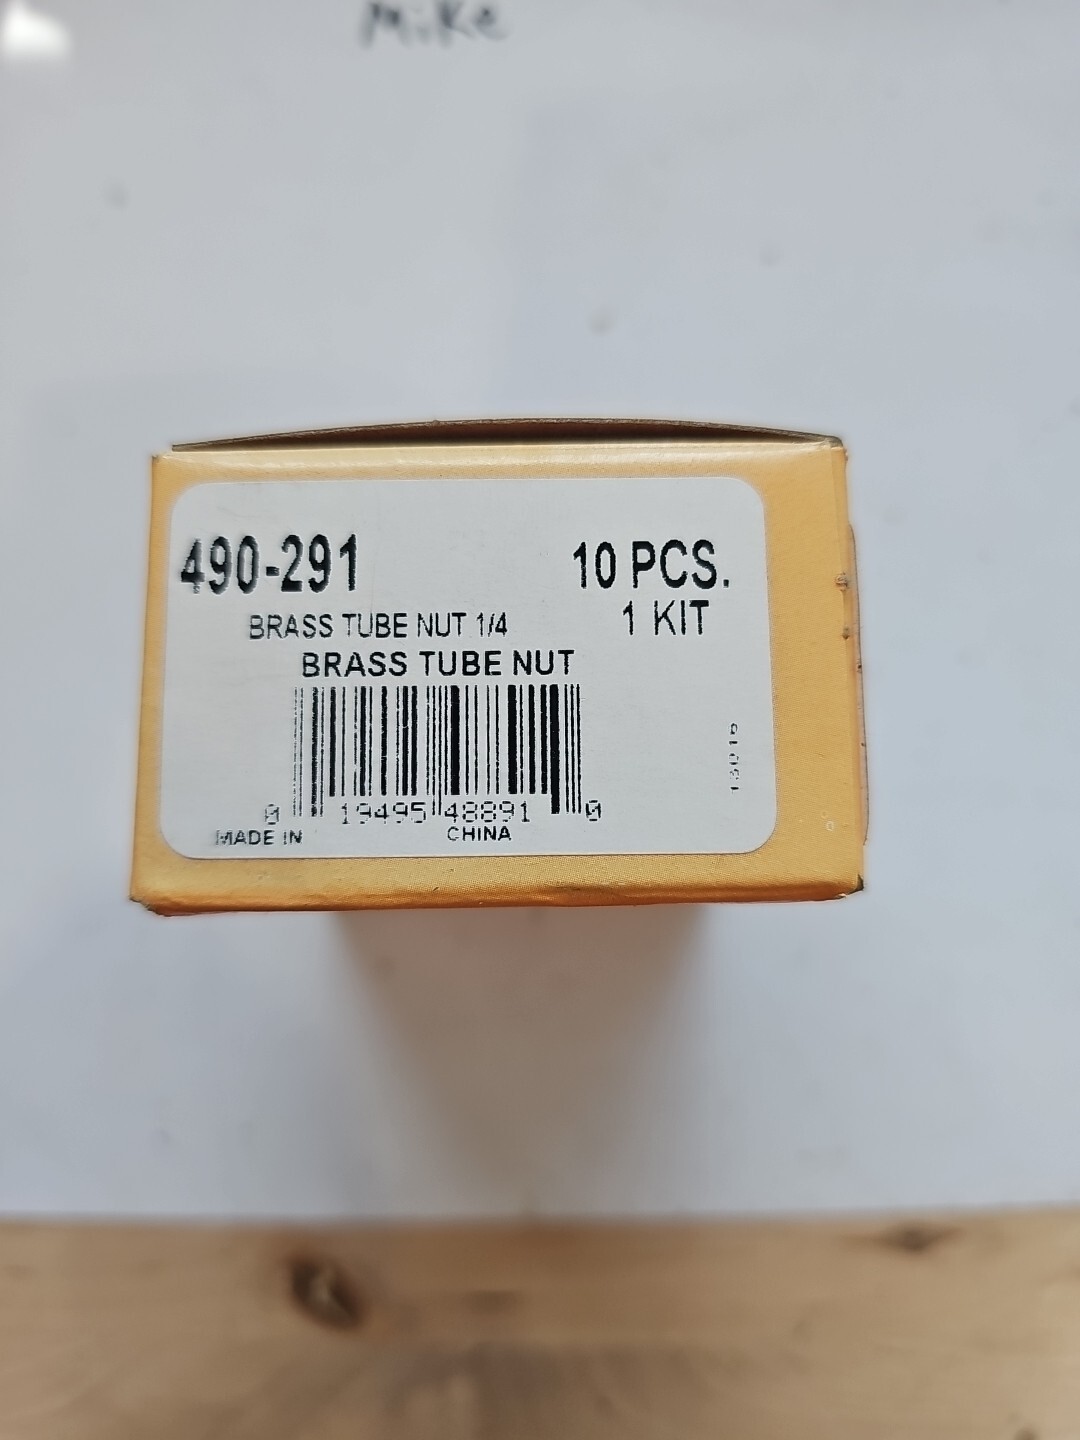 Mike
490-291
10 PCS.
1 KIT
BRASS TUBE NUT 1/4
BRASS TUBE NUT
0 19495 48891 0
MADE IN CHINA